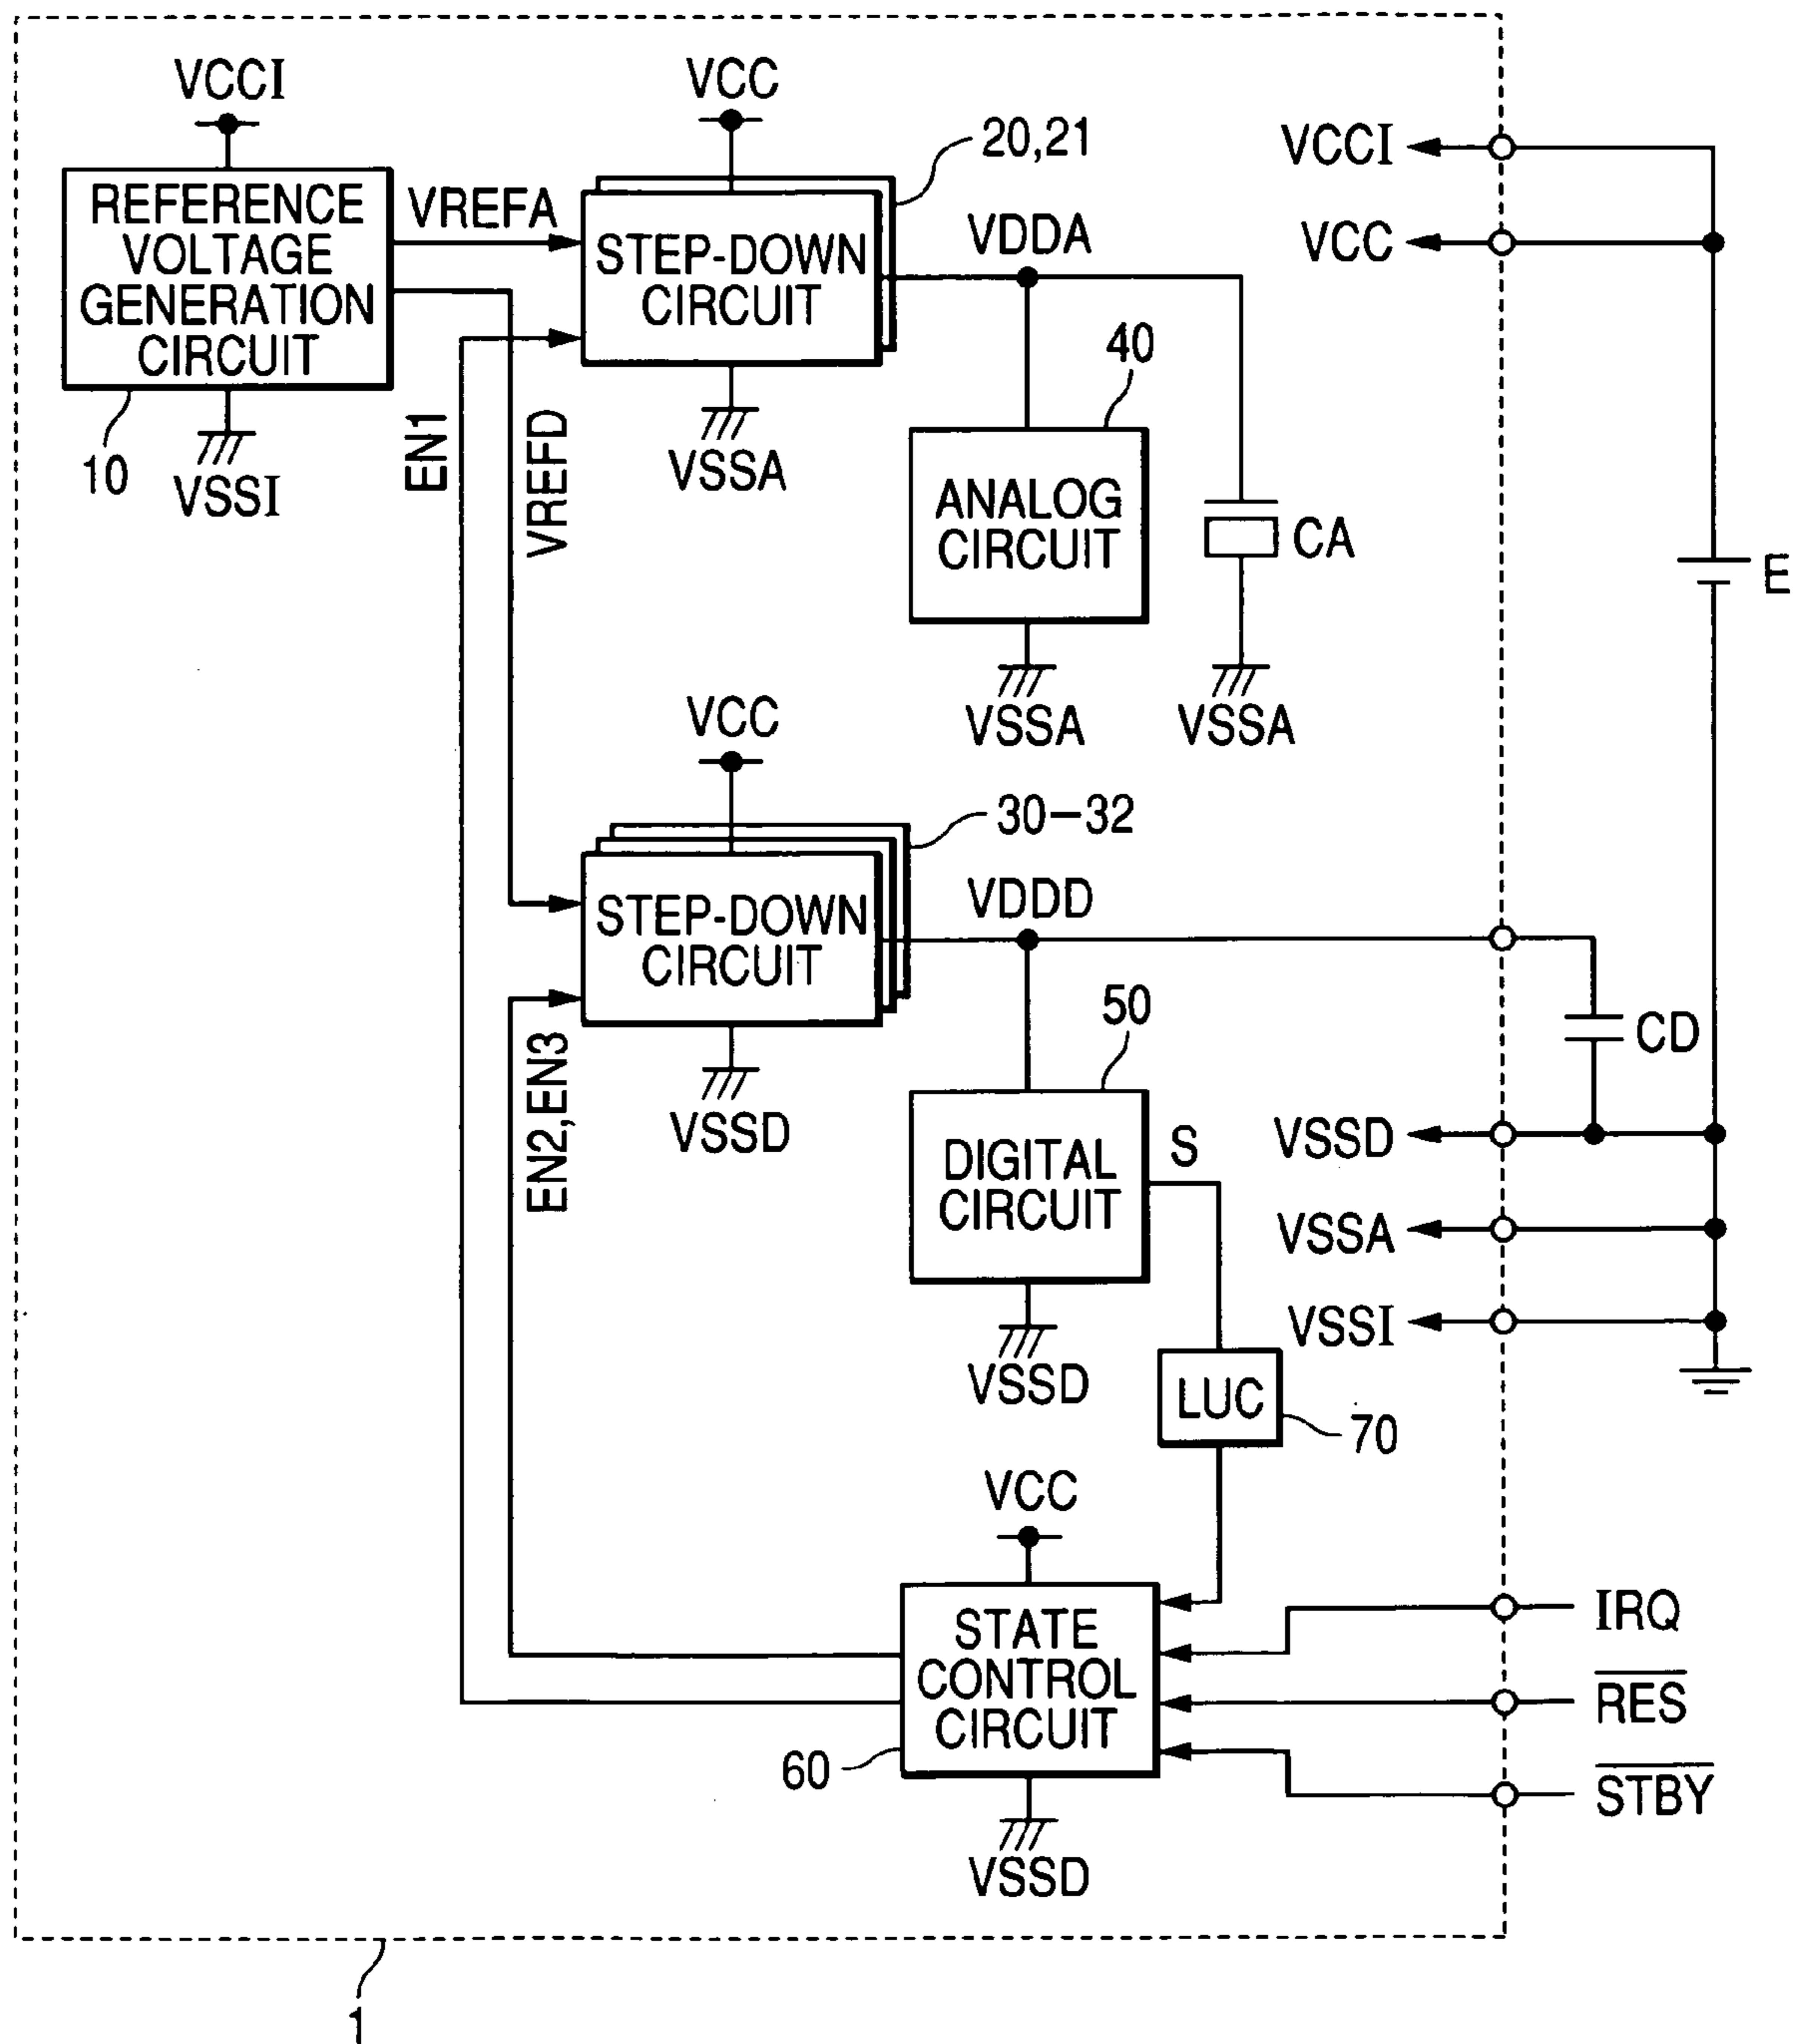 VCCI
VCC
20,21
VCCI
REFERENCE
VOLTAGE
GENERATION
CIRCUIT
VREFA
STEP-DOWN
CIRCUIT
VDDA
VCC
10
VSSI
EN1
VREFD
VSSA
40
ANALOG
CIRCUIT
CA
E
VSSA
VSSA
VCC
30-32
STEP-DOWN
CIRCUIT
VDDD
EN2,EN3
VSSD
50
CD
DIGITAL
CIRCUIT
S
VSSD
VSSA
VSSI
VSSD
LUC
70
VCC
STATE
CONTROL
CIRCUIT
60
IRQ
RES
STBY
VSSD
1